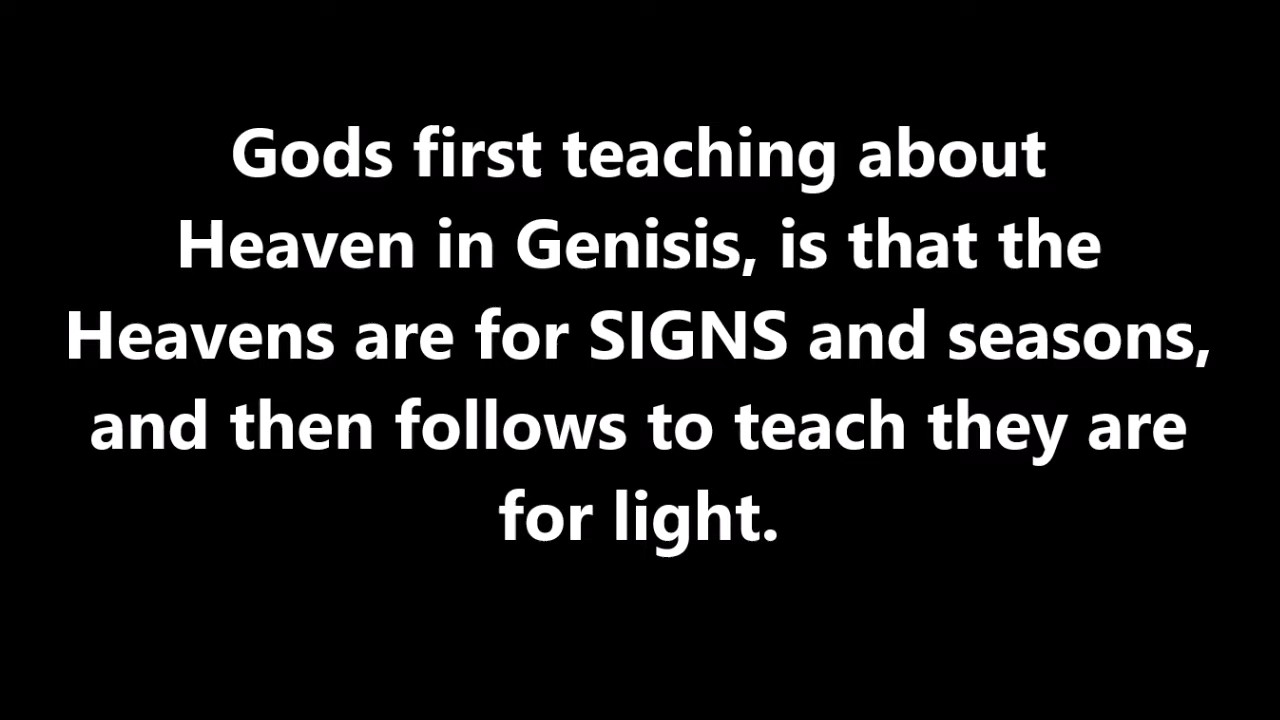 Gods first teaching about
Heaven in Genisis, is that the
Heavens are for SIGNS and seasons,
and then follows to teach they are
for light.